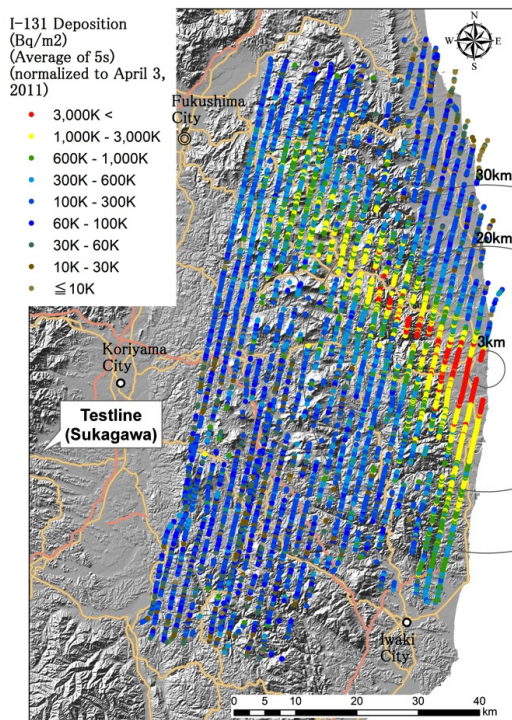 I-131 Deposition
(Bq/m2)
(Average of 5s)
(normalized to April 3,
2011)
3,000K <
1,000K - 3,000K
600K - 1,000K
300K - 600K
100K - 300K
60K - 100K
30K - 60K
10K - 30K
≦10K
N
W E
S
Fukushima
City
30km
20km
3km
Koriyama
City
Testline
(Sukagawa)
Iwaki
City
0 5 10 20 30 40
km